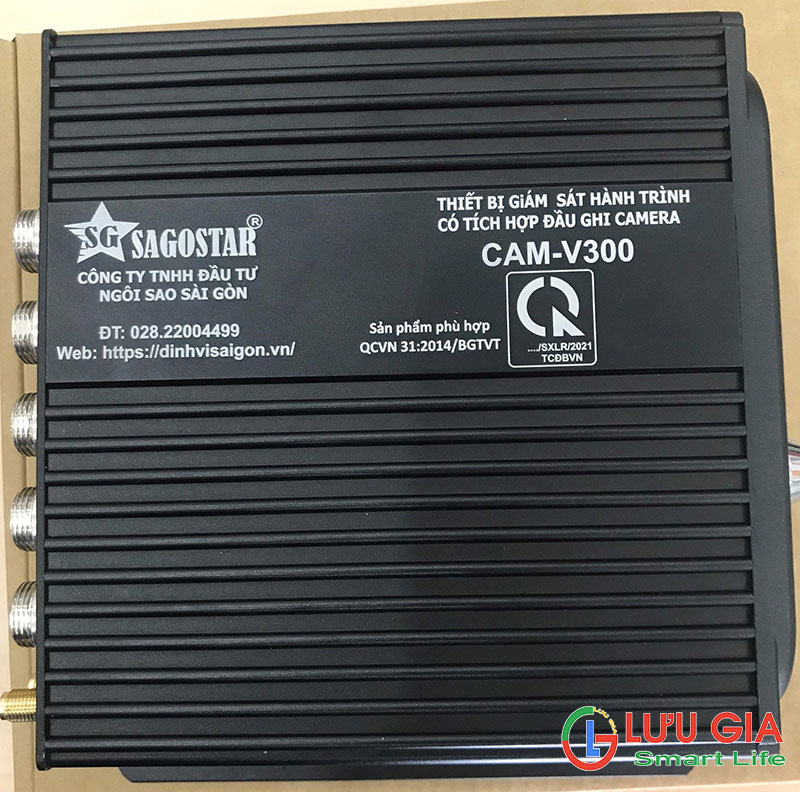 SG SAGOSTAR®
CÔNG TY TNHH ĐẦU TƯ
NGÔI SAO SÀI GÒN
ĐT: 028.22004499
Web: https://dinhvisaigon.vn/
THIẾT BỊ GiÁM SÁT HÀNH TRÌNH
CÓ TÍCH HỢP ĐẦU GHI CAMERA
CAM-V300
Sản phẩm phù hợp
QCVN 31:2014/BGTVT
..../SXLR/2021
TCĐBVN
LƯU GIA
LƯU GIA
Smart Life